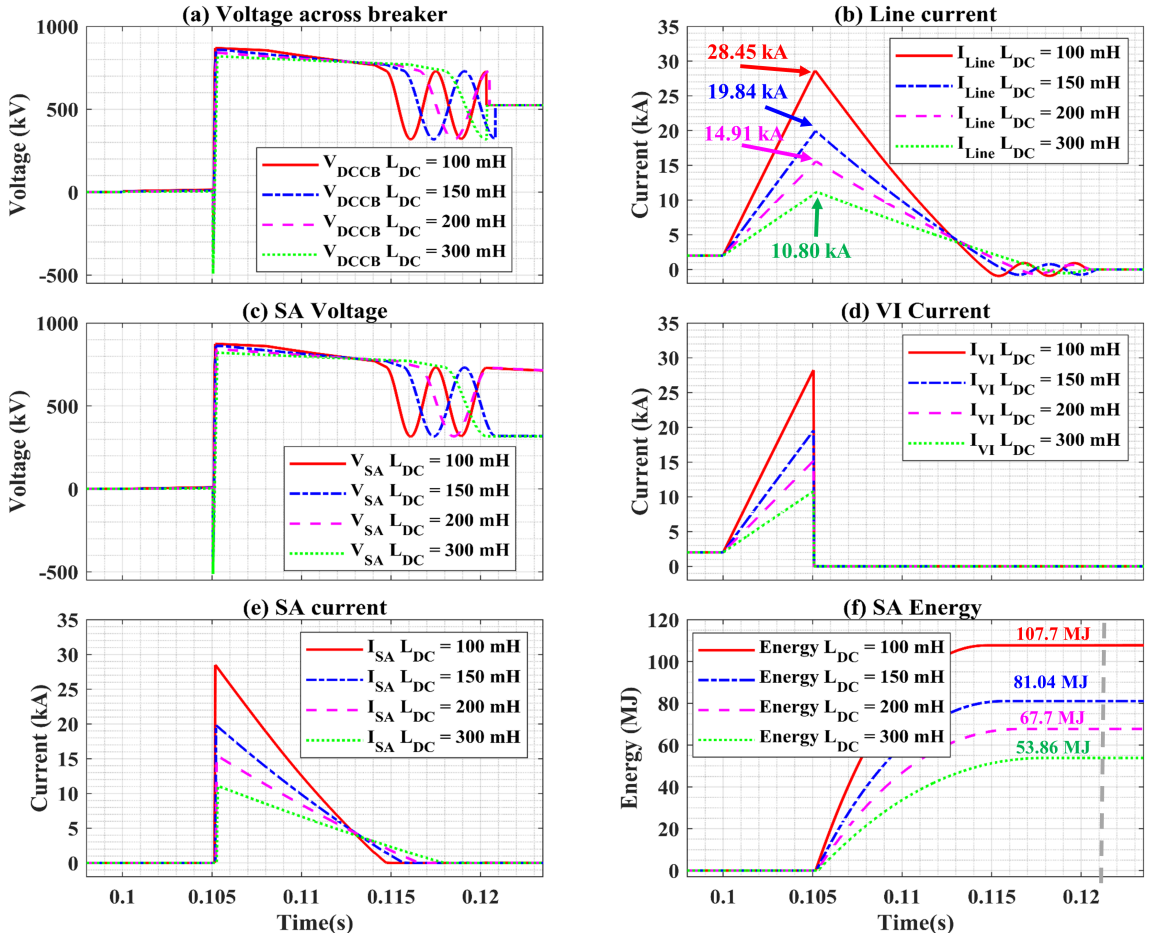 (a) Voltage across breaker
1000
500
0
-500
Voltage (kV)
V_DCCB L_DC = 100 mH
V_DCCB L_DC = 150 mH
V_DCCB L_DC = 200 mH
V_DCCB L_DC = 300 mH
(b) Line current
35
30
25
20
15
10
5
0
Current (kA)
28.45 kA
19.84 kA
14.91 kA
10.80 kA
I_Line L_DC = 100 mH
I_Line L_DC = 150 mH
I_Line L_DC = 200 mH
I_Line L_DC = 300 mH
(c) SA Voltage
1000
500
0
-500
Voltage (kV)
V_SA L_DC = 100 mH
V_SA L_DC = 150 mH
V_SA L_DC = 200 mH
V_SA L_DC = 300 mH
(d) VI Current
35
30
25
20
15
10
5
0
Current (kA)
I_VI L_DC = 100 mH
I_VI L_DC = 150 mH
I_VI L_DC = 200 mH
I_VI L_DC = 300 mH
(e) SA current
35
30
25
20
15
10
5
0
Current (kA)
I_SA L_DC = 100 mH
I_SA L_DC = 150 mH
I_SA L_DC = 200 mH
I_SA L_DC = 300 mH
0.1 0.105 0.11 0.115 0.12
Time(s)
(f) SA Energy
120
100
80
60
40
20
0
Energy (MJ)
Energy L_DC = 100 mH
Energy L_DC = 150 mH
Energy L_DC = 200 mH
Energy L_DC = 300 mH
107.7 MJ
81.04 MJ
67.7 MJ
53.86 MJ
0.1 0.105 0.11 0.115 0.12
Time(s)